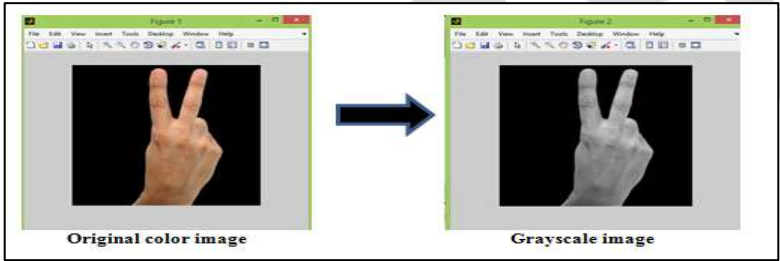 Figure 1
File Edit View Insert Tools Desktop Window Help
Figure 2
File Edit View Insert Tools Desktop Window Help
Original color image
Grayscale image